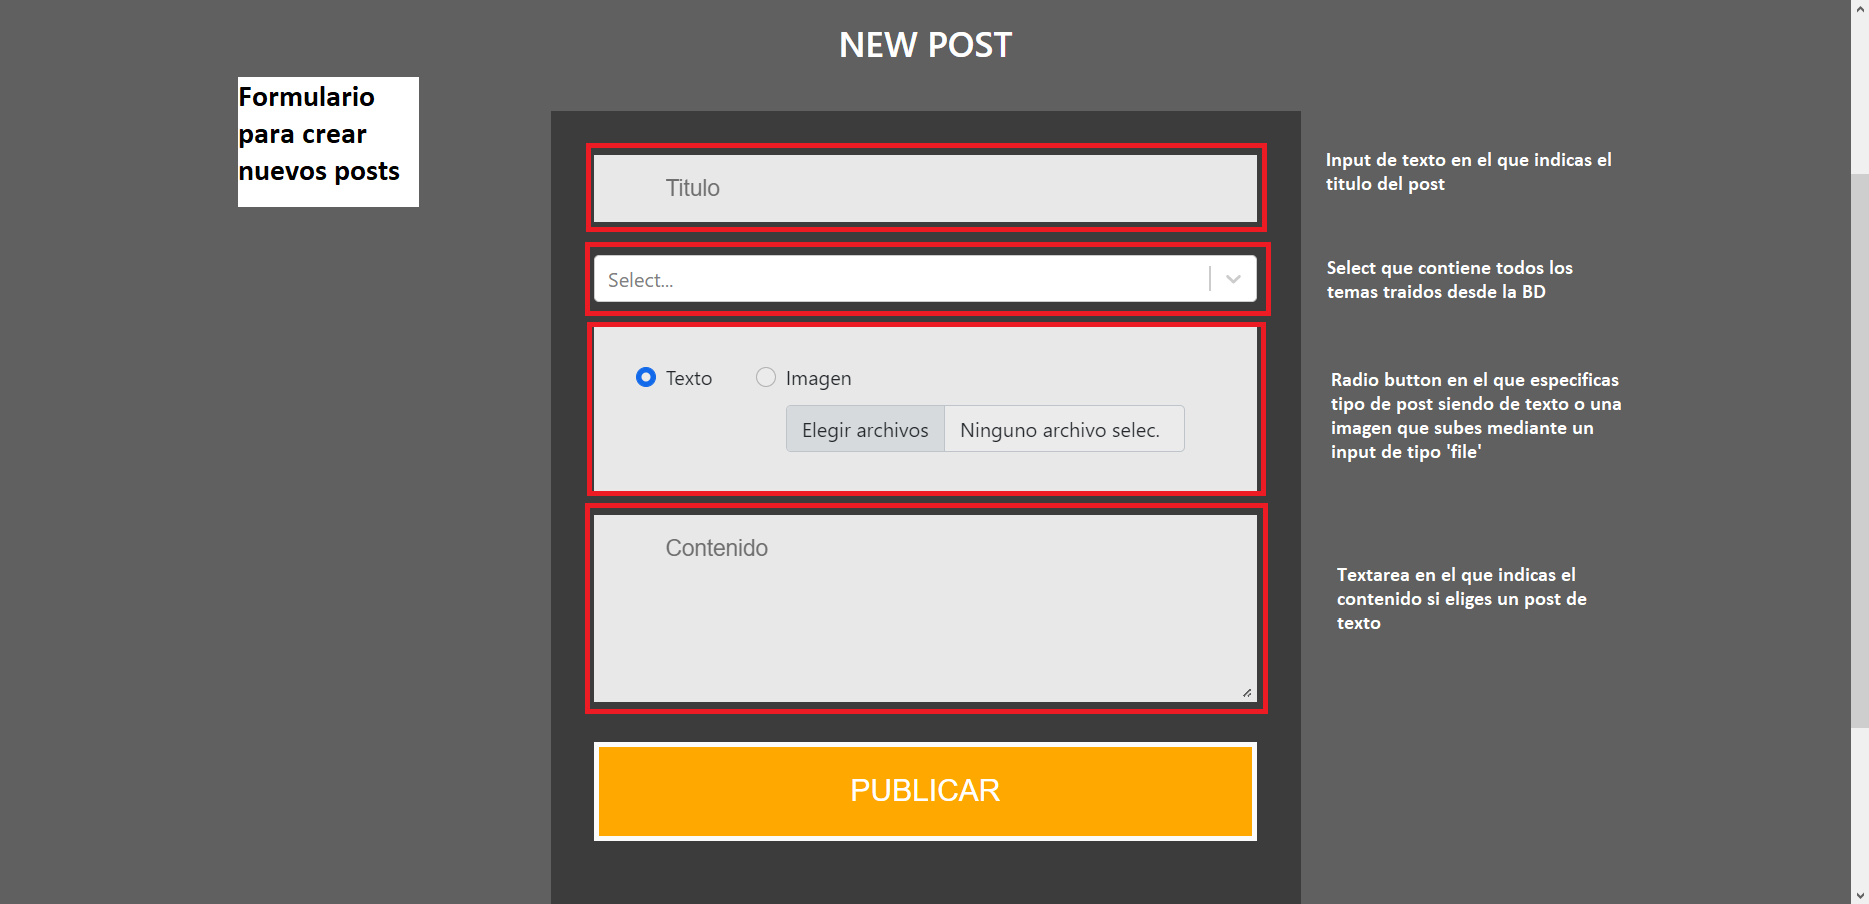 NEW POST
Formulario
para crear
nuevos posts
Titulo
Input de texto en el que indicas el
titulo del post
Select...
Select que contiene todos los
temas traidos desde la BD
Texto
Imagen
Elegir archivos
Ninguno archivo selec.
Radio button en el que especificas
tipo de post siendo de texto o una
imagen que subes mediante un
input de tipo 'file'
Contenido
Textarea en el que indicas el
contenido si eliges un post de
texto
PUBLICAR